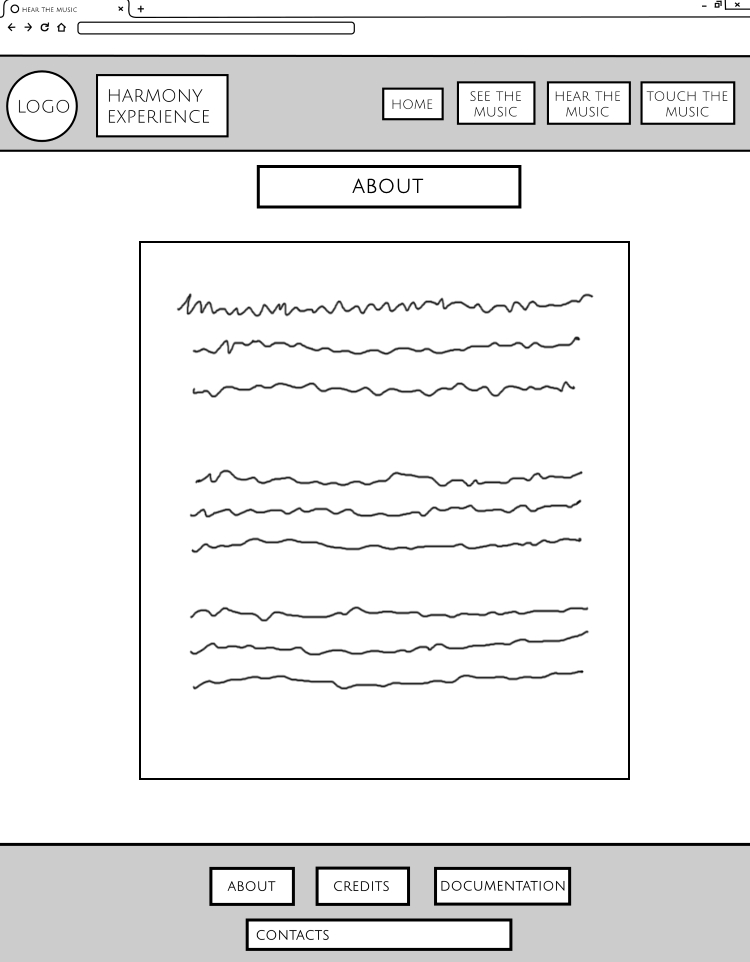 HEAR THE MUSIC
LOGO
HARMONY
EXPERIENCE
HOME
SEE THE
MUSIC
HEAR THE
MUSIC
TOUCH THE
MUSIC
ABOUT
ABOUT
CREDITS
DOCUMENTATION
CONTACTS